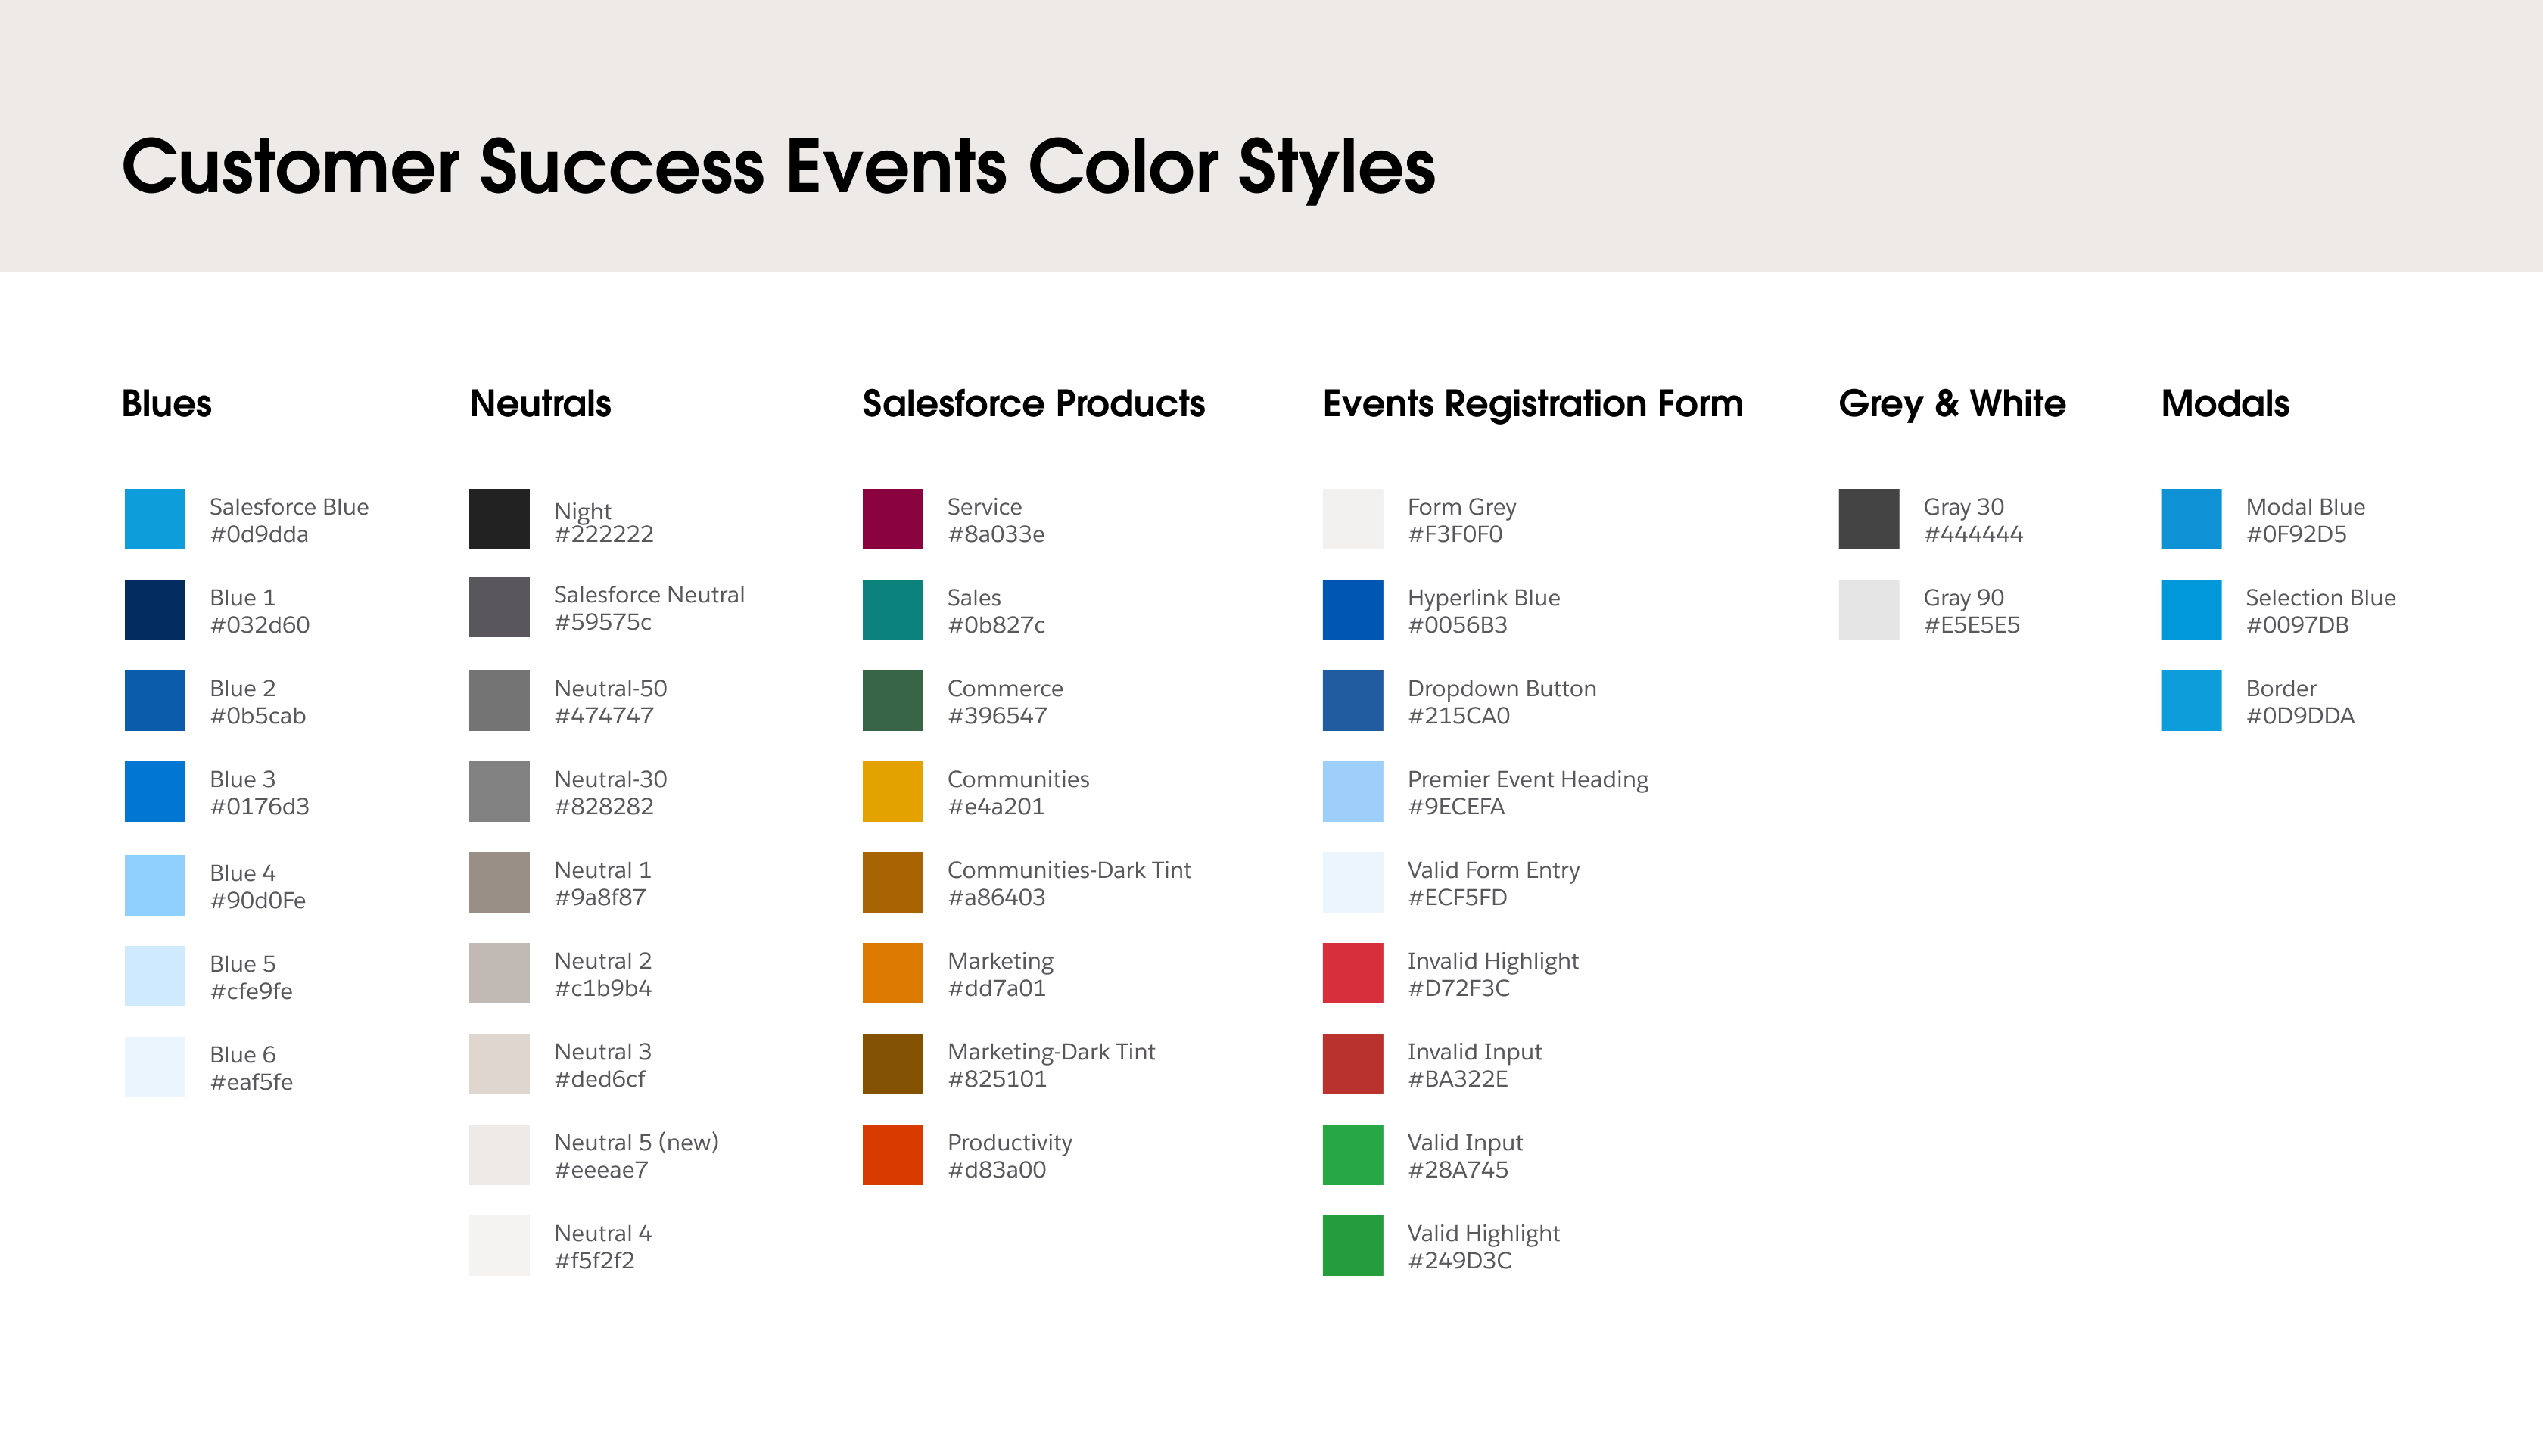 Customer Success Events Color Styles
Blues
Salesforce Blue
#0d9dda
Blue 1
#032d60
Blue 2
#0b5cab
Blue 3
#0176d3
Blue 4
#90d0Fe
Blue 5
#cfe9fe
Blue 6
#eaf5fe
Neutrals
Night
#222222
Salesforce Neutral
#59575c
Neutral-50
#474747
Neutral-30
#828282
Neutral 1
#9a8f87
Neutral 2
#c1b9b4
Neutral 3
#ded6cf
Neutral 5 (new)
#eeeae7
Neutral 4
#f5f2f2
Salesforce Products
Service
#8a033e
Sales
#0b827c
Commerce
#396547
Communities
#e4a201
Communities-Dark Tint
#a86403
Marketing
#dd7a01
Marketing-Dark Tint
#825101
Productivity
#d83a00
Events Registration Form
Form Grey
#F3F0F0
Hyperlink Blue
#0056B3
Dropdown Button
#215CA0
Premier Event Heading
#9ECEFA
Valid Form Entry
#ECF5FD
Invalid Highlight
#D72F3C
Invalid Input
#BA322E
Valid Input
#28A745
Valid Highlight
#249D3C
Grey & White
Gray 30
#444444
Gray 90
#E5E5E5
Modals
Modal Blue
#0F92D5
Selection Blue
#0097DB
Border
#0D9DDA